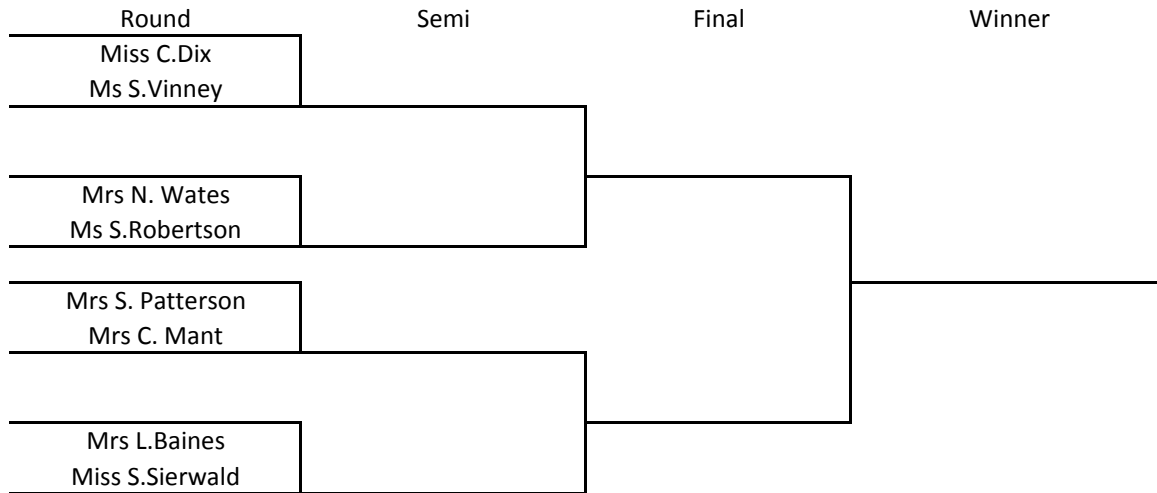 Round Semi Final Winner
Miss C.Dix
Ms S.Vinney
Mrs N. Wates
Ms S.Robertson
Mrs S. Patterson
Mrs C. Mant
Mrs L.Baines
Miss S.Sierwald